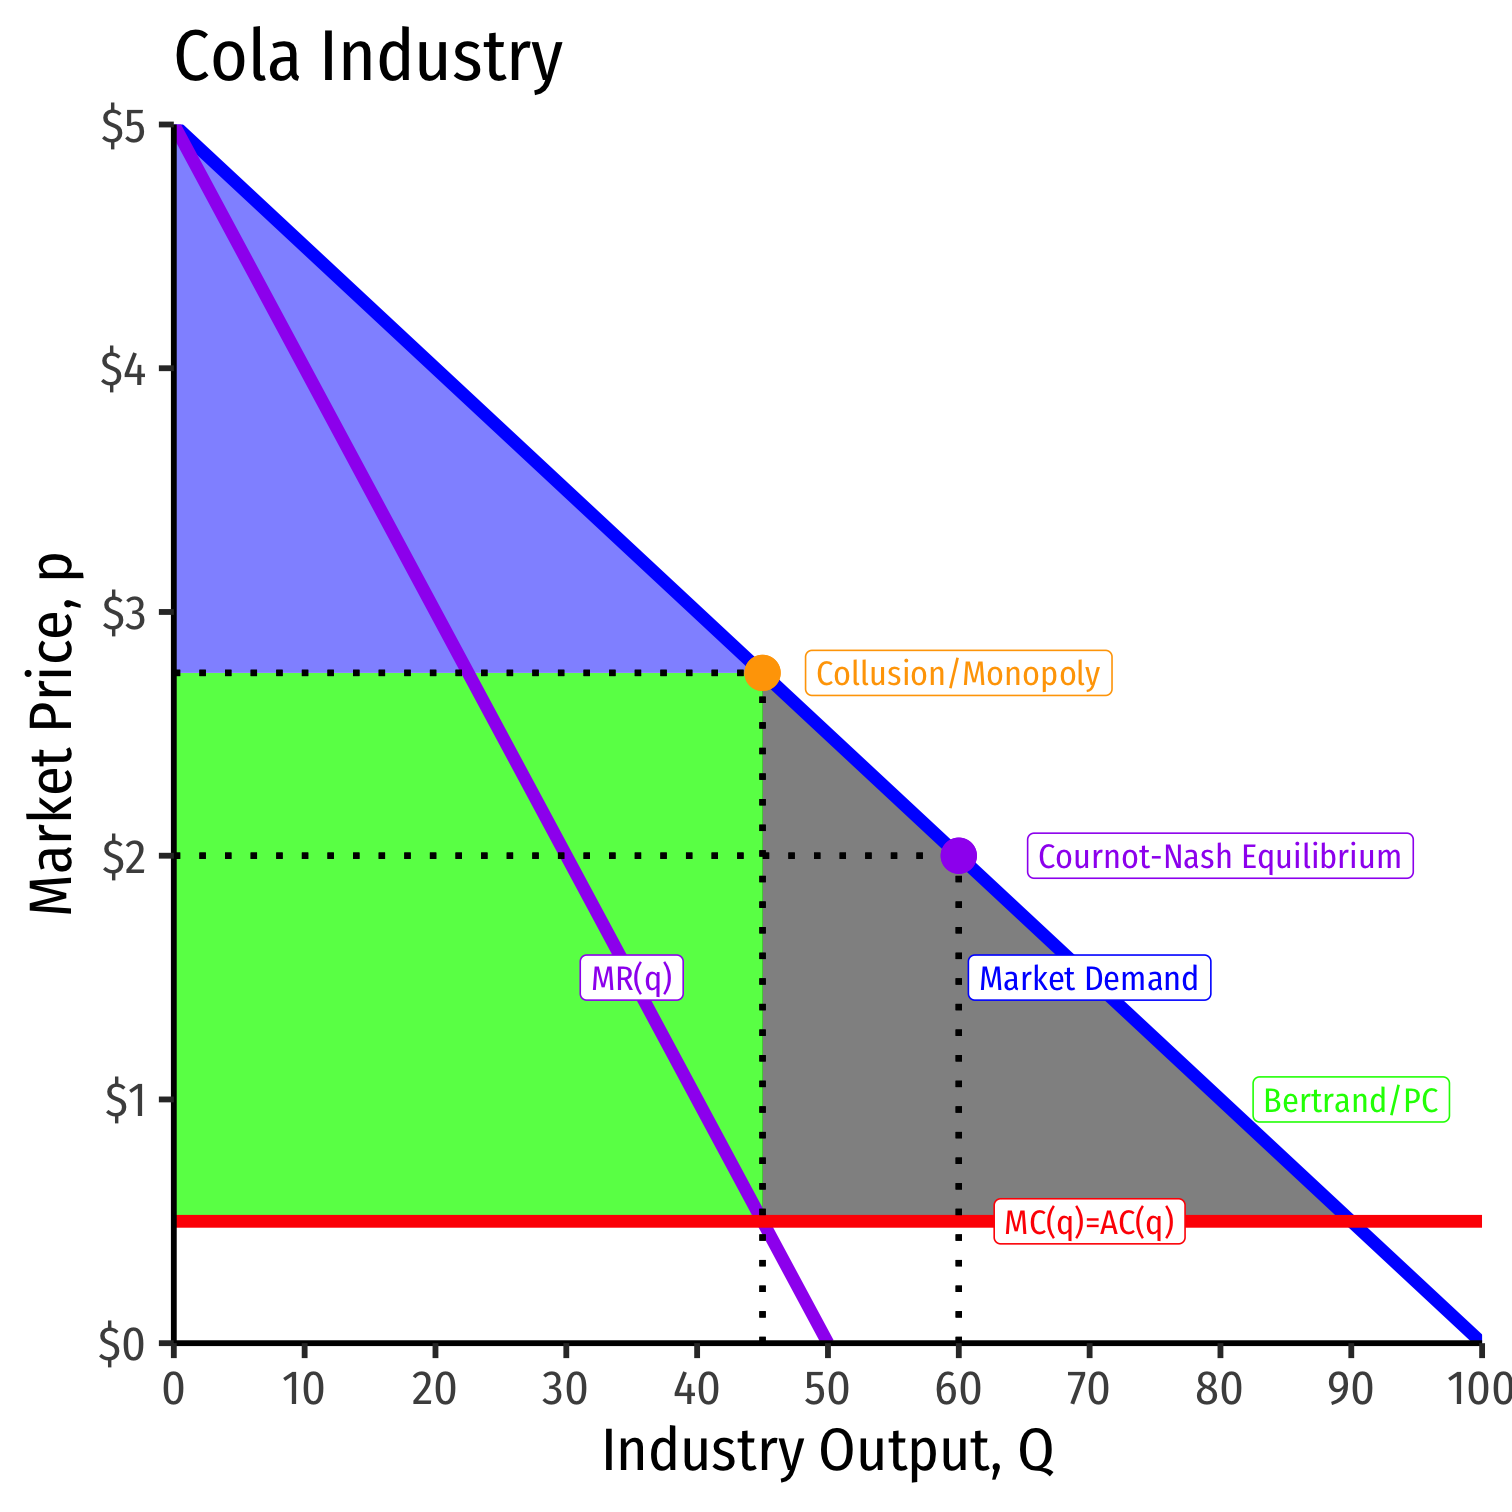 Cola Industry
$5
$4
$3
$2
$1
$0
Market Price, p
Collusion/Monopoly
Cournot-Nash Equilibrium
MR(q)
Market Demand
Bertrand/PC
MC(q)=AC(q)
0 10 20 30 40 50 60 70 80 90 100
Industry Output, Q